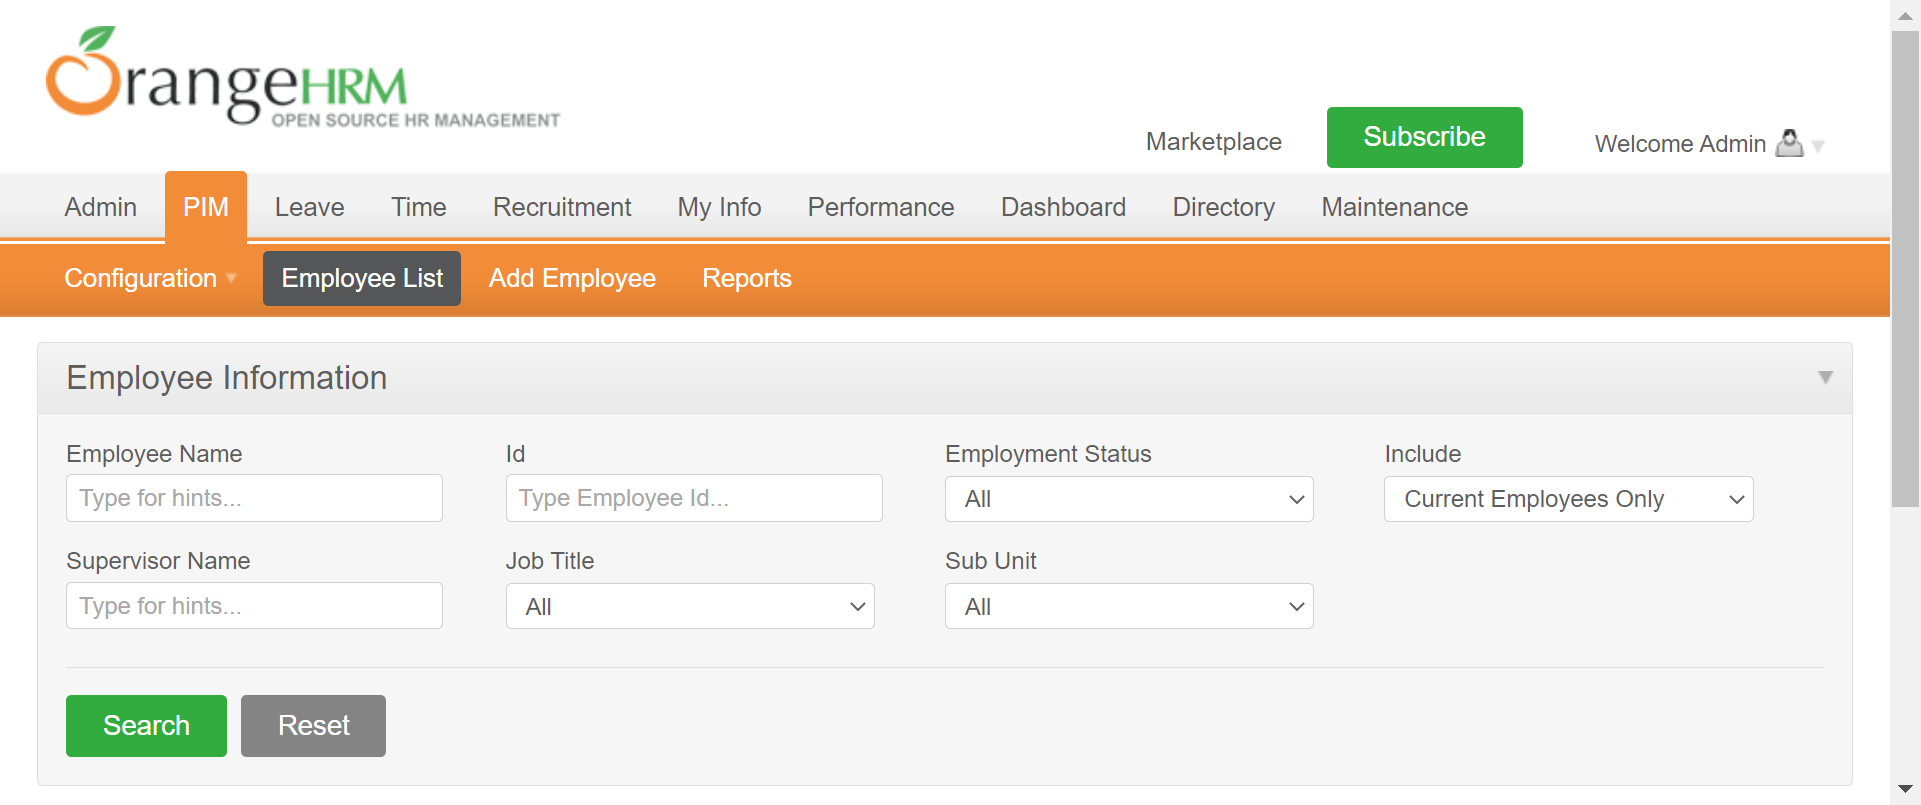 OrangeHRM
OPEN SOURCE HR MANAGEMENT
Marketplace
Subscribe
Welcome Admin
Admin PIM Leave Time Recruitment My Info Performance Dashboard Directory Maintenance
Configuration Employee List Add Employee Reports
Employee Information
Employee Name Id Employment Status Include
Type for hints... Type Employee Id... All Current Employees Only
Supervisor Name Job Title Sub Unit
Type for hints... All All
Search Reset